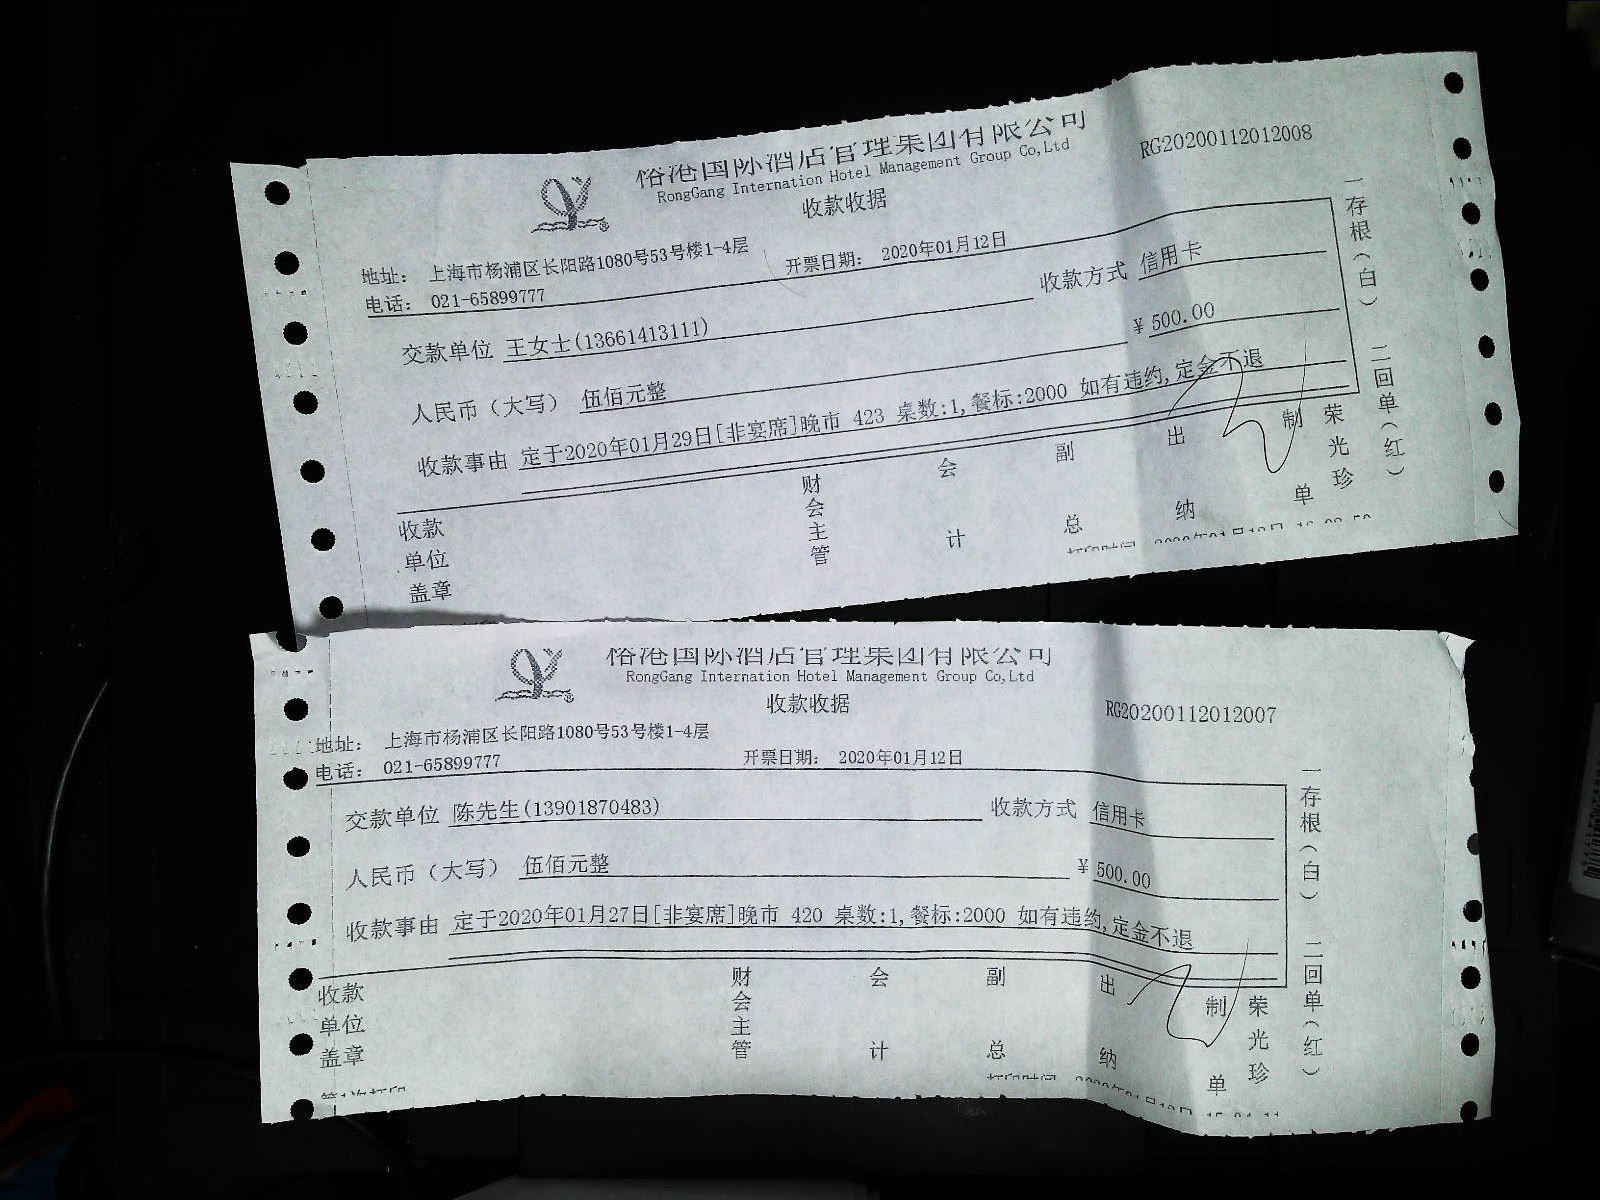 俗港国际酒店管理集团有限公司
RG20200112012008
RongGang Internation Hotel Management Group Co,Ltd
收款收据
地址: 上海市杨浦区长阳路1080号53号楼1-4层
电话: 021-65899777
开票日期: 2020年01月12日
交款单位 王女士(13661413111)
收款方式 信用卡
人民币（大写） 伍佰元整
¥ 500.00
收款事由 定于2020年01月29日[非宴席]晚市 423 桌数:1,餐标:2000 如有违约,定金不退
收款单位盖章
财会主管
会计
副总
出纳
制单
荣光珍
一存根（白）
二回单（红）
俗港国际酒店管理集团有限公司
RongGang Internation Hotel Management Group Co,Ltd
收款收据
RG20200112012007
地址: 上海市杨浦区长阳路1080号53号楼1-4层
电话: 021-65899777
开票日期: 2020年01月12日
交款单位 陈先生(13901870483)
收款方式 信用卡
人民币（大写） 伍佰元整
¥ 500.00
收款事由 定于2020年01月27日[非宴席]晚市 420 桌数:1,餐标:2000 如有违约,定金不退
收款单位盖章
财会主管
会计
副总
出纳
制单
荣光珍
一存根（白）
二回单（红）